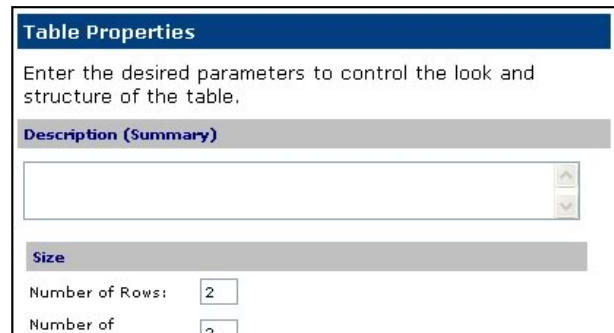 Table Properties
Enter the desired parameters to control the look and
structure of the table.
Description (Summary)
Size
Number of Rows: 2
Number of